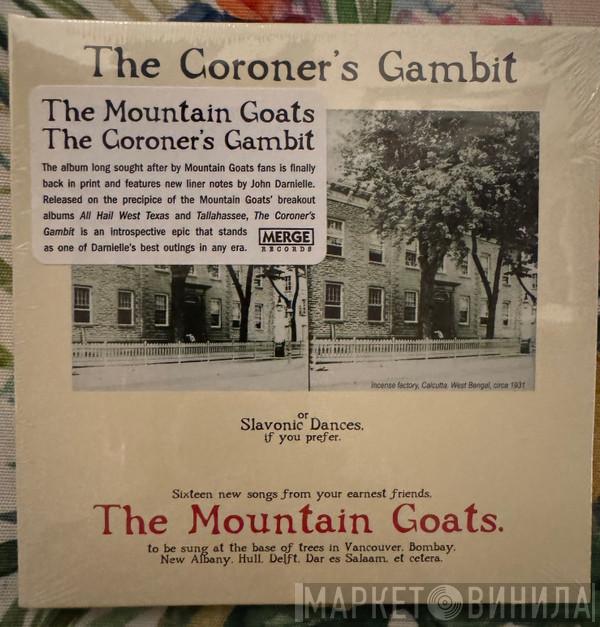 The Coroner's Gambit
The Mountain Goats
The Coroner's Gambit
The album long sought after by Mountain Goats fans is finally
back in print and features new liner notes by John Darnielle.
Released on the precipice of the Mountain Goats' breakout
albums All Hail West Texas and Tallahassee, The Coroner's
Gambit is an introspective epic that stands
as one of Darnielle's best outings in any era.
MERGE
RECORDS
Incense factory, Calcutta. West Bengal, circa 1931
or
Slavonic Dances,
if you prefer.
Sixteen new songs from your earnest friends,
The Mountain Goats.
to be sung at the base of trees in Vancouver, Bombay,
New Albany, Hull, Delft, Dar es Salaam, et cetera.
МАРКЕТ ВИНИЛА